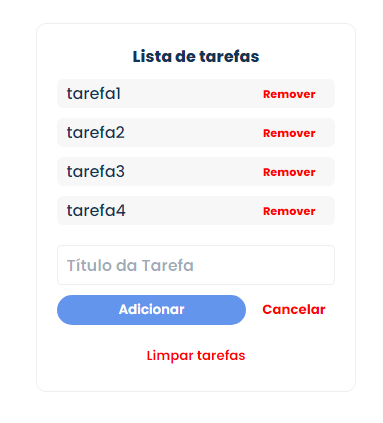 Lista de tarefas
tarefa1 Remover
tarefa2 Remover
tarefa3 Remover
tarefa4 Remover
Título da Tarefa
Adicionar Cancelar
Limpar tarefas